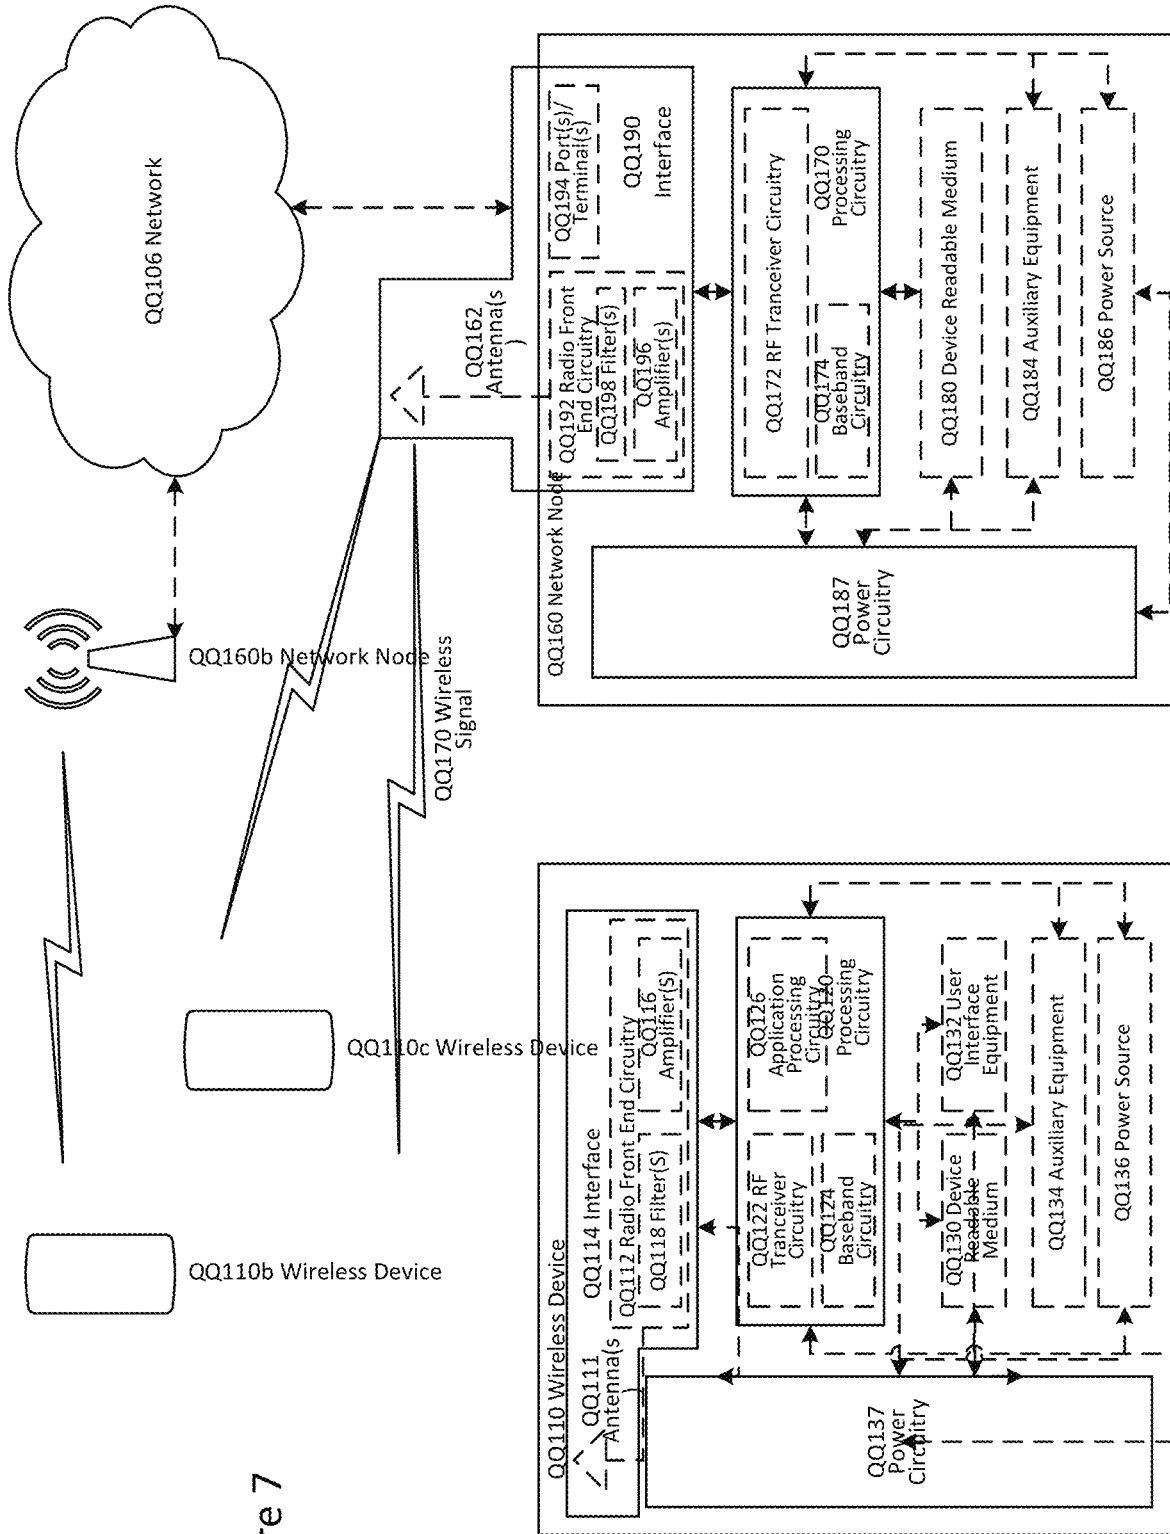 QQ106 Network
QQ160b Network Node
QQ170 Wireless
Signal
QQ110c Wireless Device
QQ110b Wireless Device
QQ162
Antenna(s
QQ160 Network Node
QQ194 Port(s)/
Terminal(s)
QQ190
Interface
QQ192 Radio Front
End Circuitry
QQ198 Filter(s)
QQ196
Amplifier(s)
QQ172 RF Tranceiver Circuitry
QQ170
Processing
Circuitry
QQ174
Baseband
Circuitry
QQ180 Device Readable Medium
QQ184 Auxiliary Equipment
QQ186 Power Source
QQ187
Power
Circuitry
QQ110 Wireless Device
QQ111
Antenna(s
QQ114 Interface
QQ112 Radio Front End Circuitry
QQ118 Filter(S)
QQ116
Amplifier(S)
QQ122 RF
Tranceiver
Circuitry
QQ124
Baseband
Circuitry
QQ126
Application
Processing
Circuitry
QQ120
Processing
Circuitry
QQ130 Device
Readable
Medium
QQ132 User
Interface
Equipment
QQ134 Auxiliary Equipment
QQ136 Power Source
QQ137
Power
Circuitry
re 7